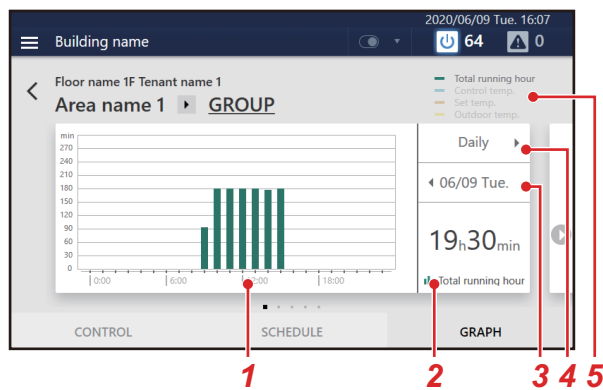 2020/06/09 Tue. 16:07
Building name
64
0
Floor name 1F Tenant name 1
Area name 1 GROUP
Total running hour
Control temp.
Set temp.
Outdoor temp.
min
270
240
210
180
150
120
90
60
30
0
0:00 6:00 12:00 18:00
Daily
06/09 Tue.
19h30min
Total running hour
CONTROL SCHEDULE GRAPH
1 2 3 4 5